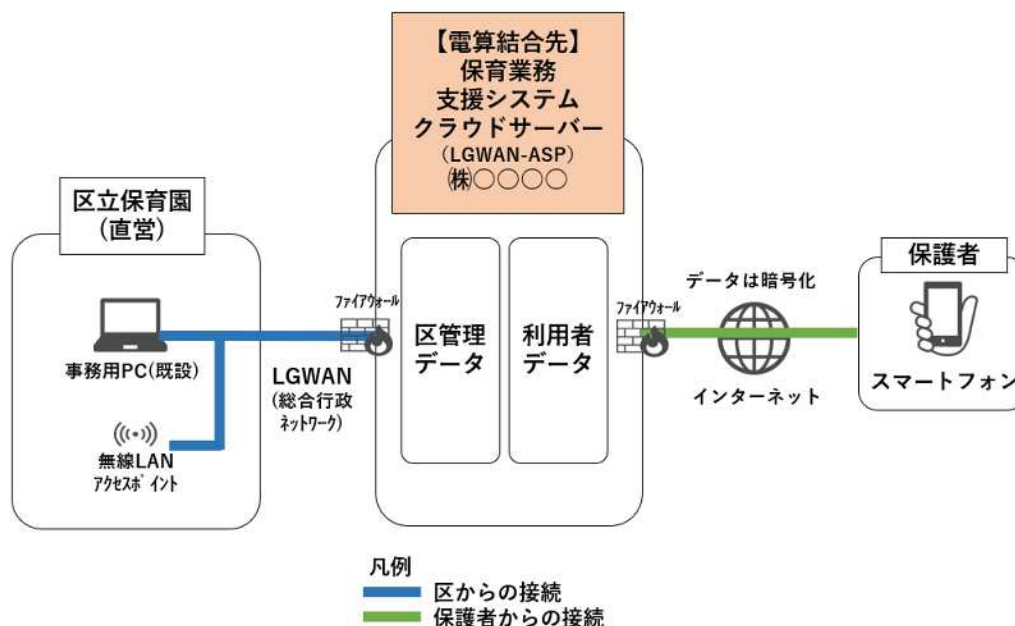 【電算結合先】
保育業務
支援システム
クラウドサーバー
(LGWAN-ASP)
㈱○○○○
区立保育園
(直営)
事務用PC(既設)
無線LAN
ｱｸｾｽﾎﾟｲﾝﾄ
ﾌｧｲｱｳｫｰﾙ
LGWAN
(総合行政
ﾈｯﾄﾜｰｸ)
区管理
データ
利用者
データ
ﾌｧｲｱｳｫｰﾙ
データは暗号化
インターネット
保護者
スマートフォン
凡例
区からの接続
保護者からの接続